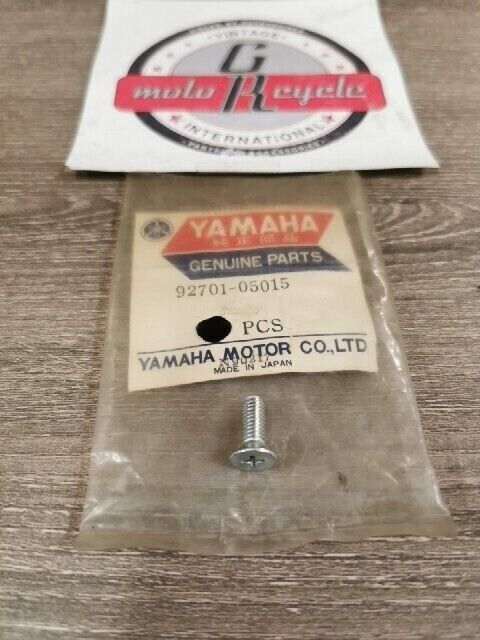 VINTAGE
G
moto R cycle
INTERNATIONAL
YAMAHA
純正部品
GENUINE PARTS
92701-05015
PCS
YAMAHA MOTOR CO.,LTD
MADE IN JAPAN